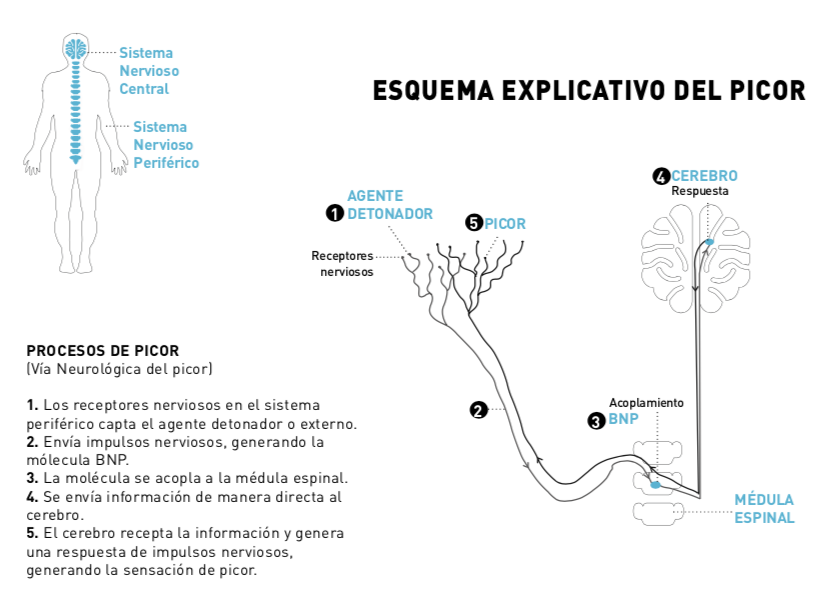 Sistema
Nervioso
Central
Sistema
Nervioso
Periférico
ESQUEMA EXPLICATIVO DEL PICOR
4 CEREBRO
Respuesta
AGENTE
1 DETONADOR
5 PICOR
Receptores
nerviosos
2
Acoplamiento
3 BNP
MÉDULA
ESPINAL
PROCESOS DE PICOR
(Vía Neurológica del picor)
1. Los receptores nerviosos en el sistema
periférico capta el agente detonador o externo.
2. Envía impulsos nerviosos, generando la
mólecula BNP.
3. La molécula se acopla a la médula espinal.
4. Se envía información de manera directa al
cerebro.
5. El cerebro recepta la información y genera
una respuesta de impulsos nerviosos,
generando la sensación de picor.